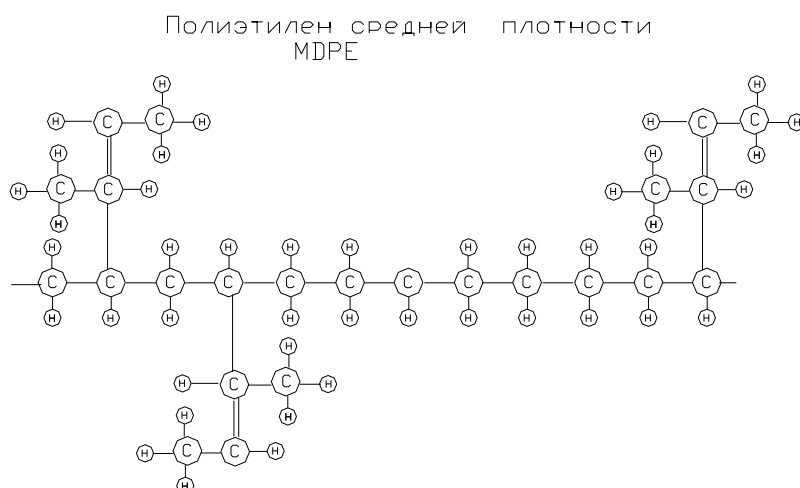 Полиэтилен средней плотности
MDPE
H H
H C C H H C C H
H H H H
H C C H H C C H
H H
H H H H H H H H H
C C C C C C C C C C C C
H H H H H H H H H H H
H
H C C H
H H
H C C H
H